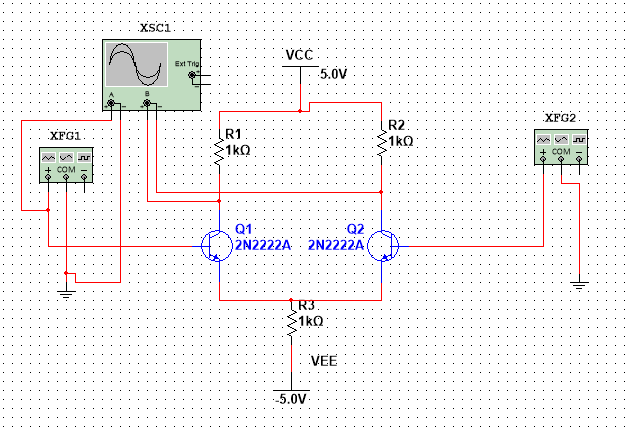 XSC1
Ext Trig
+
-
A
B
+ - + -
VCC
5.0V
XFG1
COM
+ -
R1
1kΩ
R2
1kΩ
XFG2
COM
+ -
Q1
2N2222A
Q2
2N2222A
R3
1kΩ
VEE
-5.0V